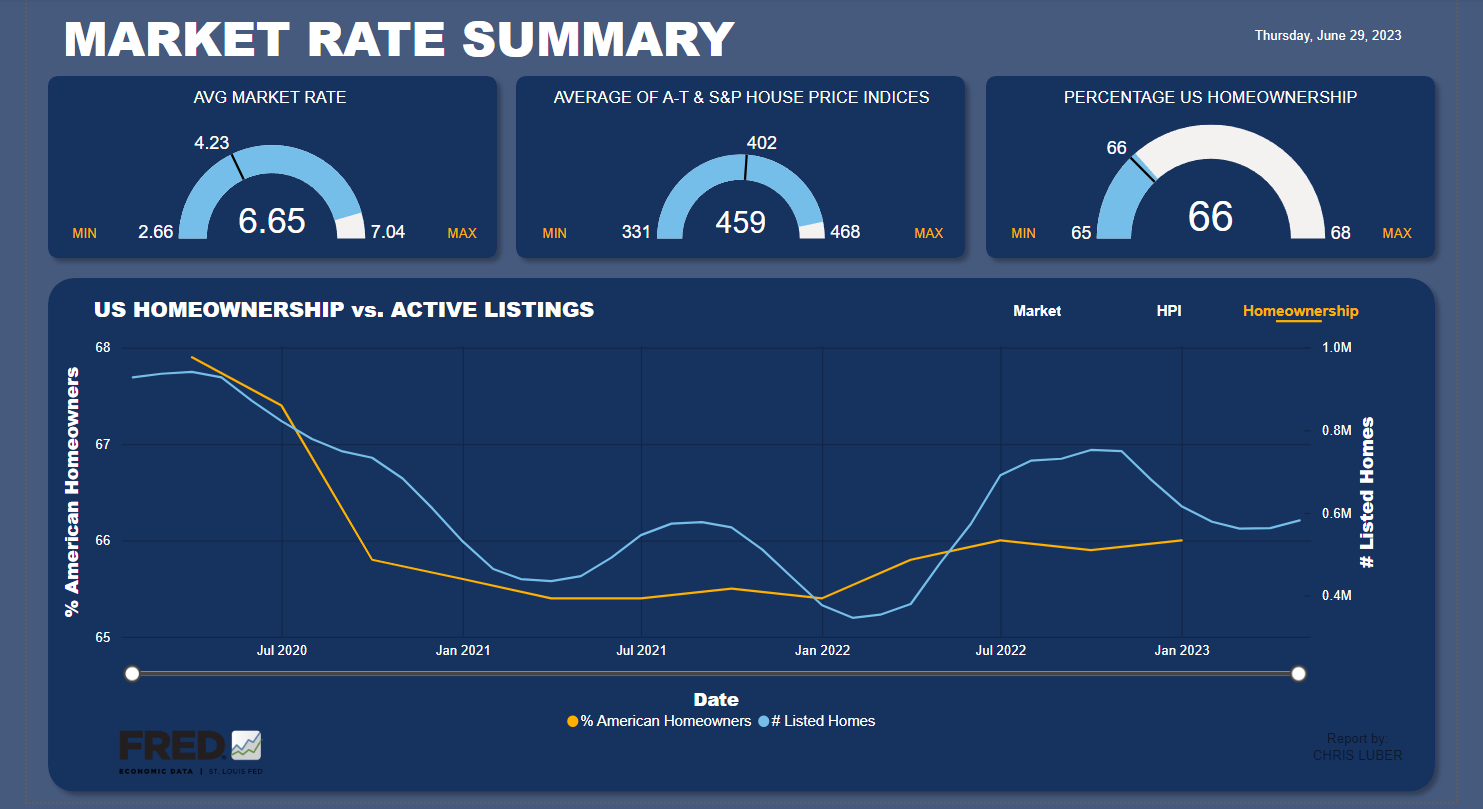 MARKET RATE SUMMARY
Thursday, June 29, 2023
AVG MARKET RATE
4.23
MIN
2.66
6.65
7.04
MAX
AVERAGE OF A-T & S&P HOUSE PRICE INDICES
402
MIN
331
459
468
MAX
PERCENTAGE US HOMEOWNERSHIP
66
MIN
65
66
68
MAX
US HOMEOWNERSHIP vs. ACTIVE LISTINGS
Market
HPI
Homeownership
% American Homeowners
68
67
66
65
1.0M
0.8M
0.6M
0.4M
# Listed Homes
Jul 2020
Jan 2021
Jul 2021
Jan 2022
Jul 2022
Jan 2023
Date
% American Homeowners
# Listed Homes
FRED
ECONOMIC DATA | ST. LOUIS FED
Report by:
CHRIS LUBER